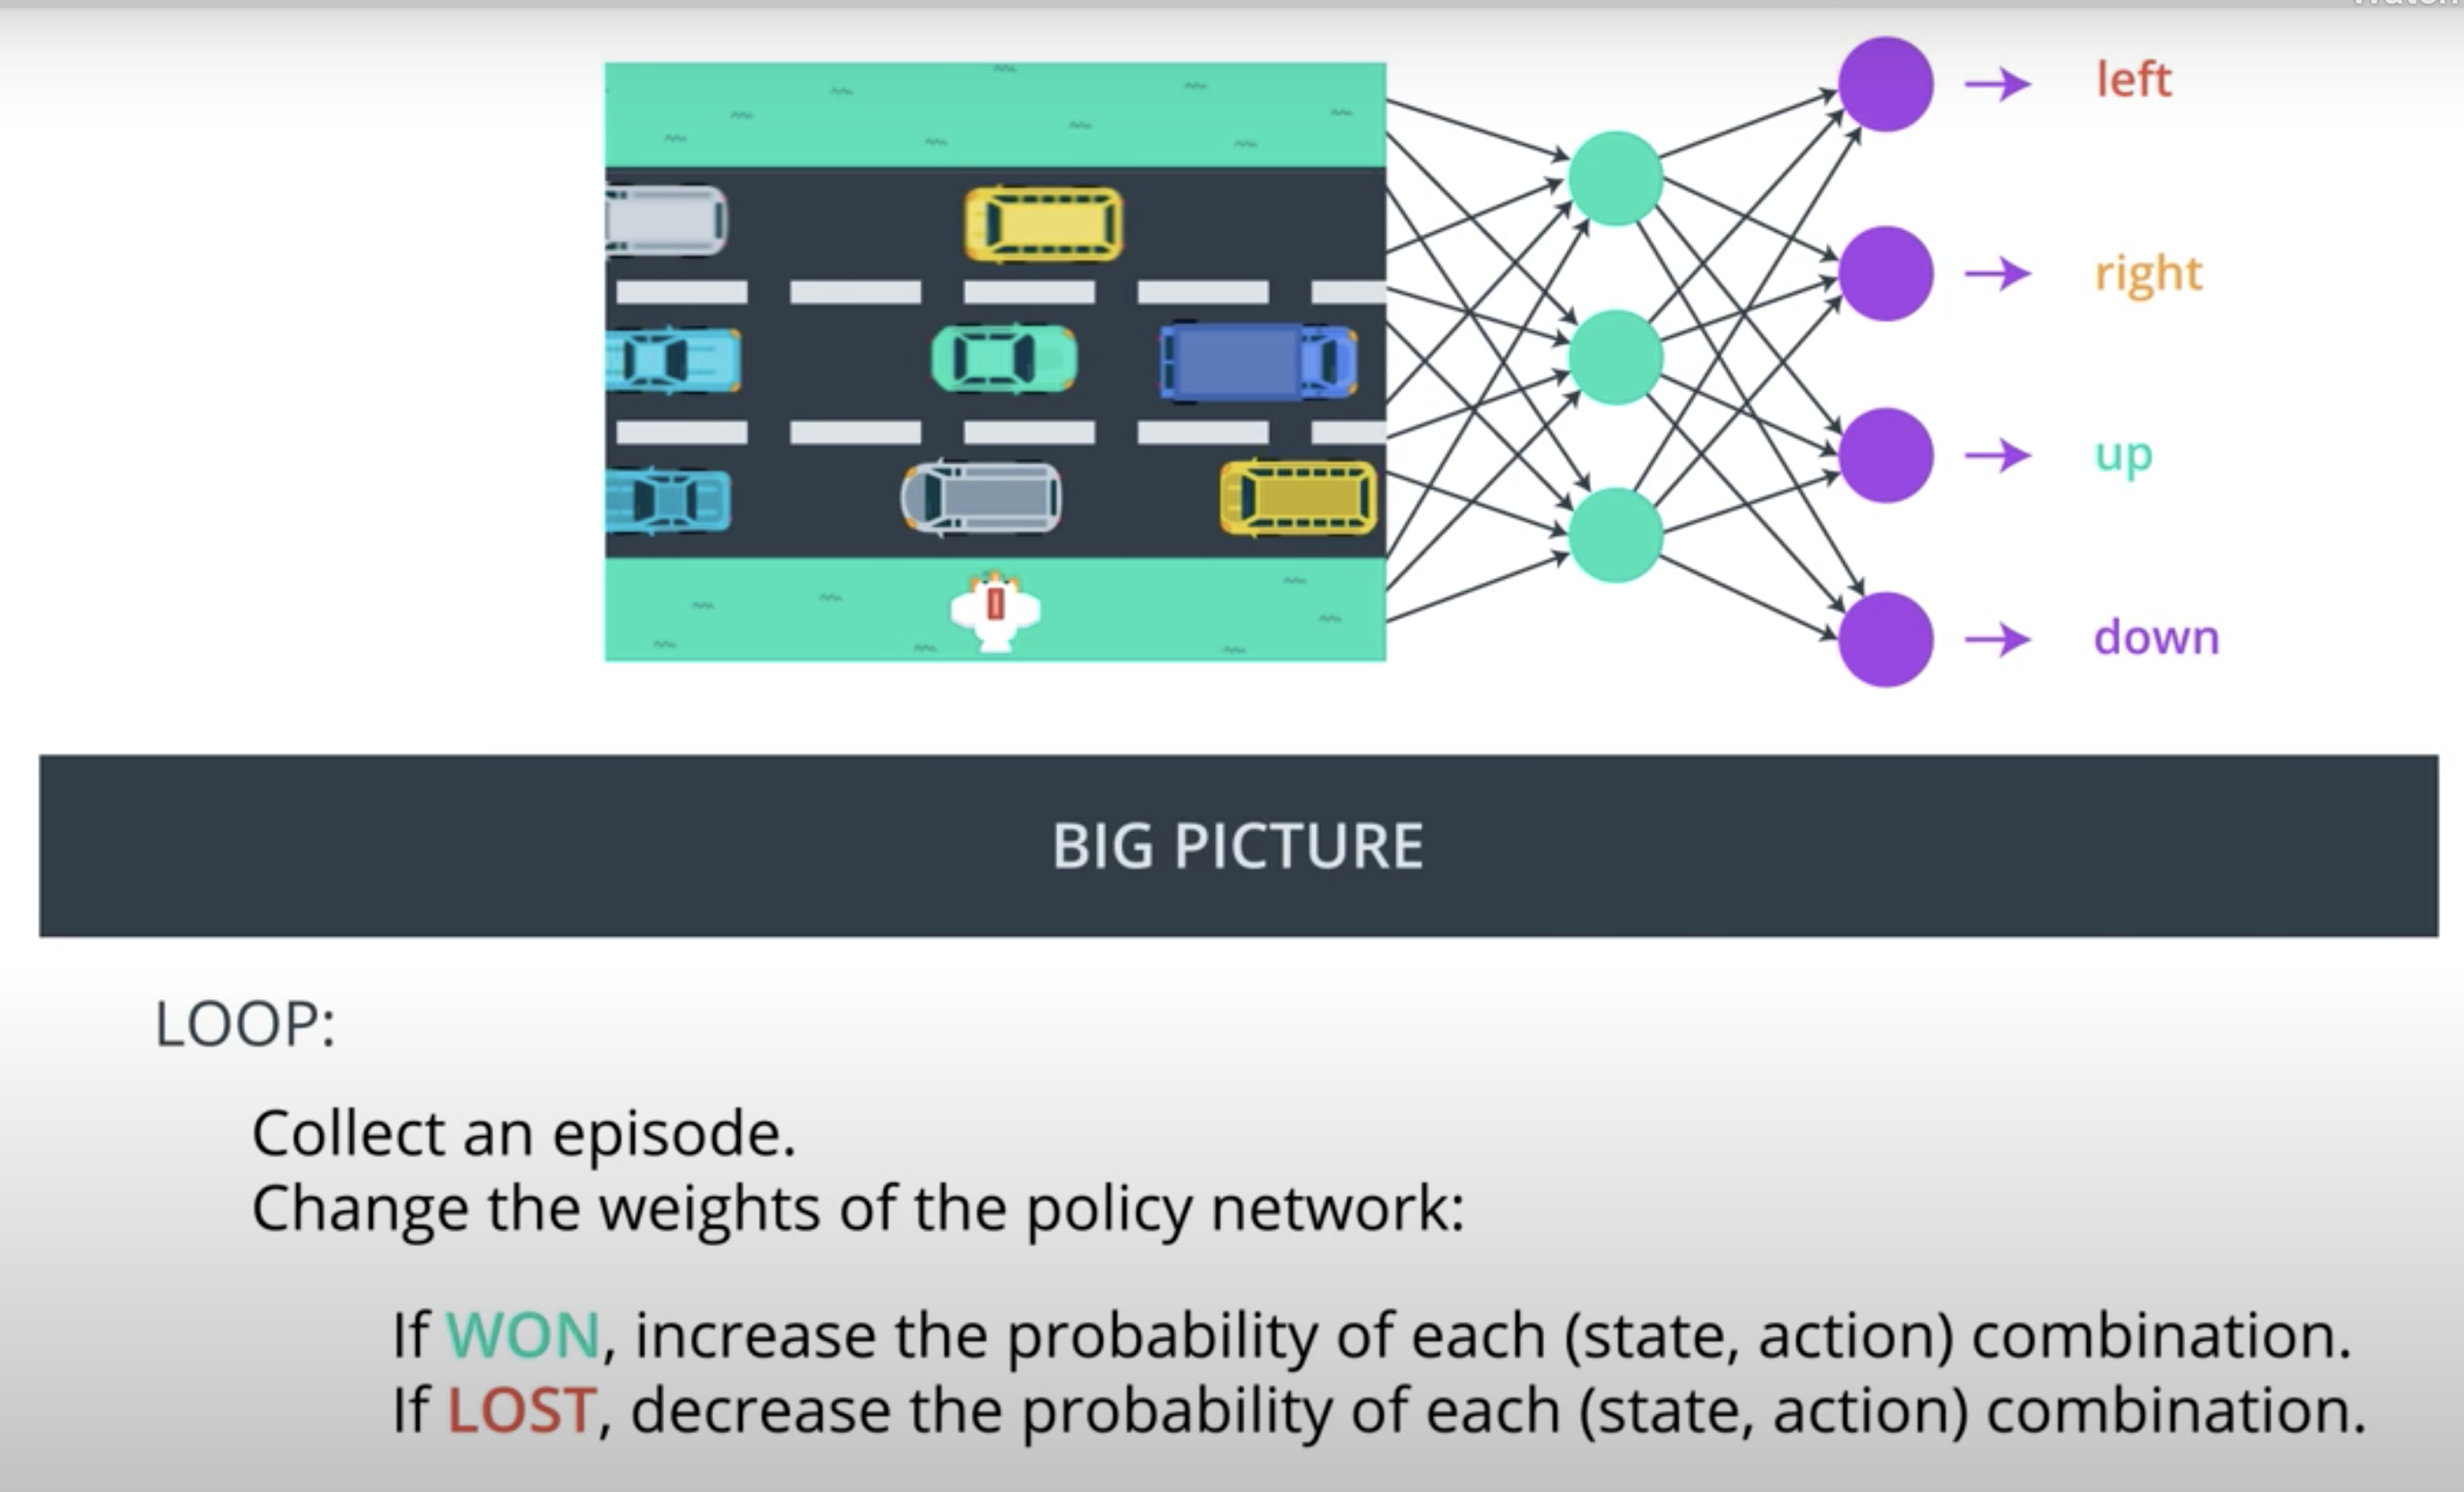 left
right
up
down
BIG PICTURE
LOOP:
Collect an episode.
Change the weights of the policy network:
If WON, increase the probability of each (state, action) combination.
If LOST, decrease the probability of each (state, action) combination.